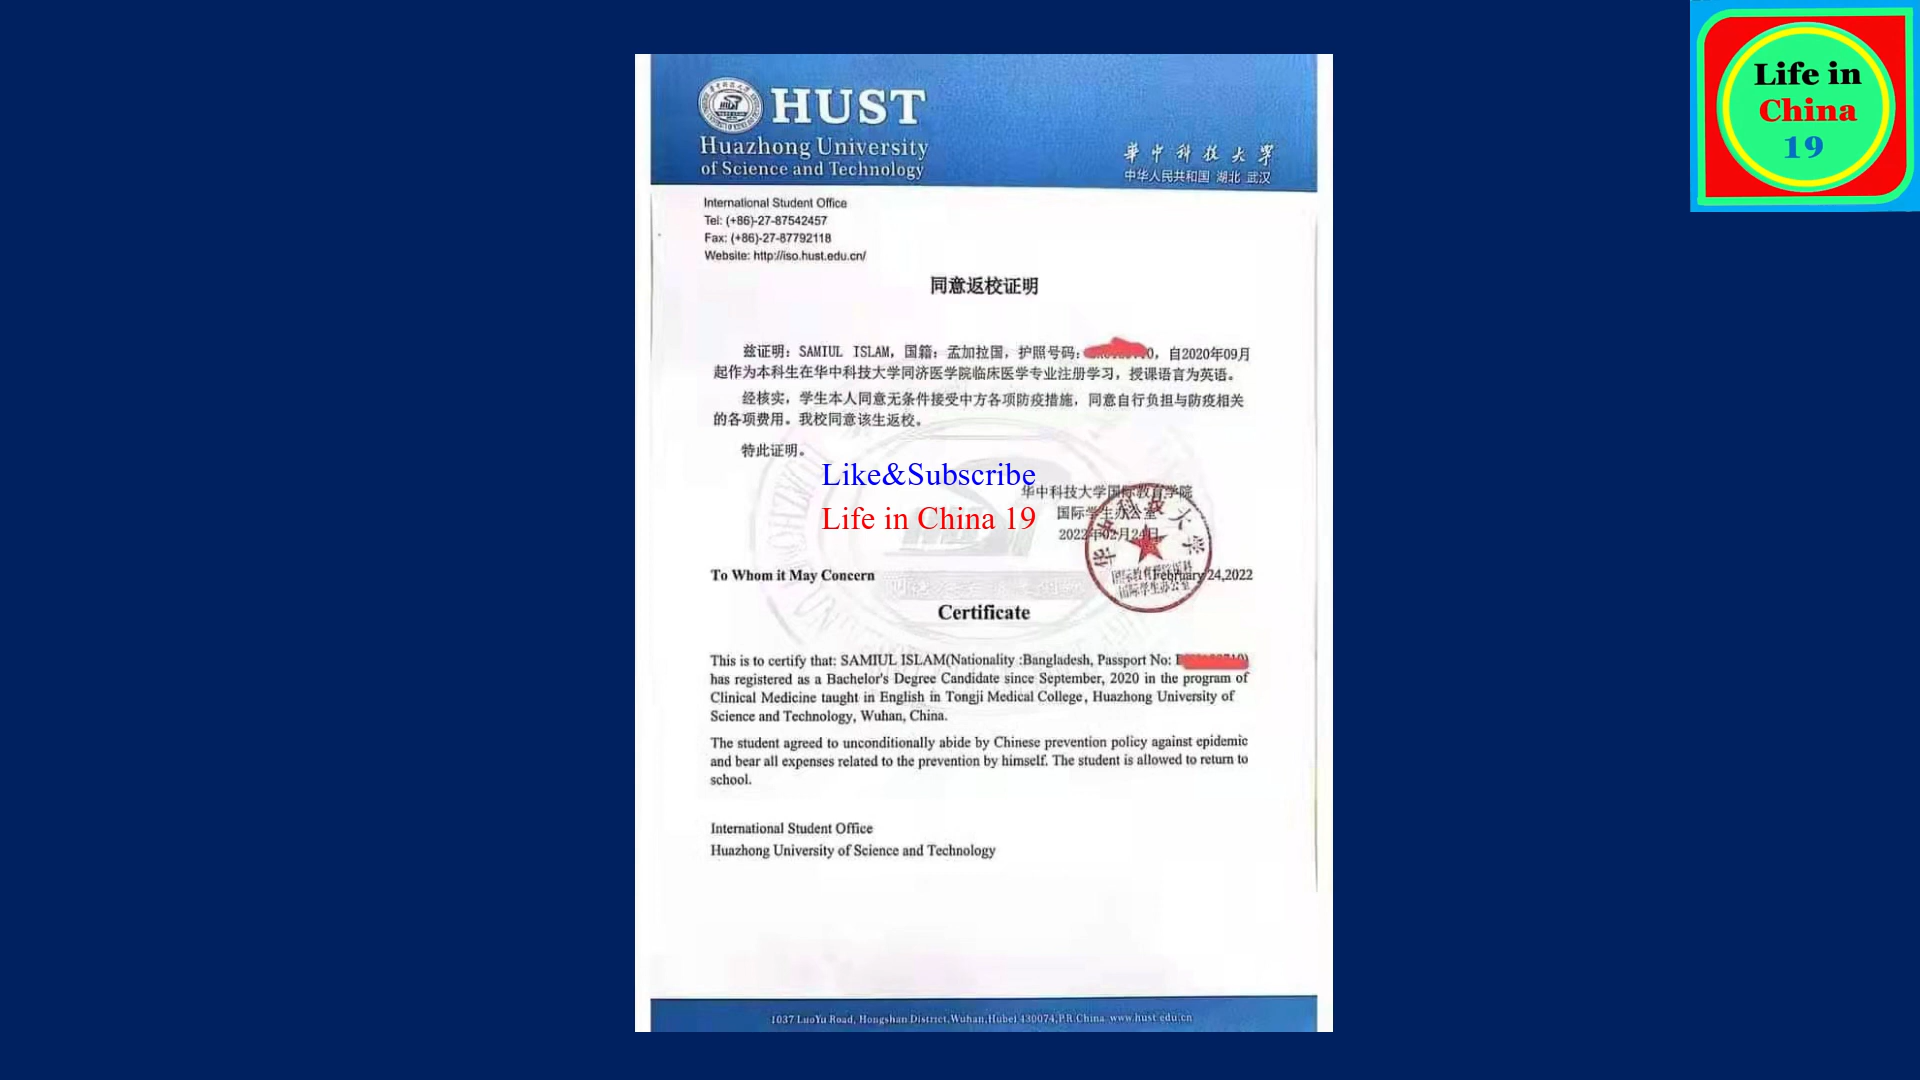 HUST
Huazhong University
of Science and Technology
華中科技大學
中华人民共和国 湖北 武汉
Life in
China
19
International Student Office
Tel: (+86)-27-87542457
Fax: (+86)-27-87792118
Website: http://iso.hust.edu.cn/
同意返校证明
兹证明：SAMIUL ISLAM，国籍：孟加拉国，护照号码： 0，自2020年09月
起作为本科生在华中科技大学同济医学院临床医学专业注册学习，授课语言为英语。
经核实，学生本人同意无条件接受中方各项防疫措施，同意自行负担与防疫相关
的各项费用。我校同意该生返校。
特此证明。
Like&Subscribe
Life in China 19
华中科技大学国际教育学院
国际学生办公室
2022年02月24日
华中科技大学
国际学生办公室
To Whom it May Concern
February 24,2022
Certificate
This is to certify that: SAMIUL ISLAM(Nationality :Bangladesh, Passport No:
has registered as a Bachelor's Degree Candidate since September, 2020 in the program of
Clinical Medicine taught in English in Tongji Medical College, Huazhong University of
Science and Technology, Wuhan, China.
The student agreed to unconditionally abide by Chinese prevention policy against epidemic
and bear all expenses related to the prevention by himself. The student is allowed to return to
school.
International Student Office
Huazhong University of Science and Technology
1037 LuoYu Road, Hongshan District,Wuhan,Hubei,430074,P.R.China. www.hust.edu.cn